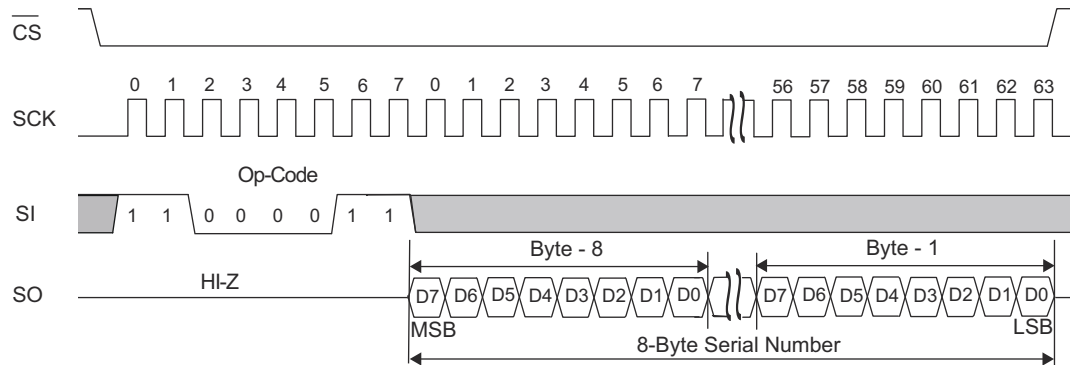 CS
0 1 2 3 4 5 6 7 0 1 2 3 4 5 6 7 56 57 58 59 60 61 62 63
SCK
Op-Code
SI 1 1 0 0 0 0 1 1
Byte - 8 Byte - 1
HI-Z
SO D7 D6 D5 D4 D3 D2 D1 D0 D7 D6 D5 D4 D3 D2 D1 D0
MSB LSB
8-Byte Serial Number